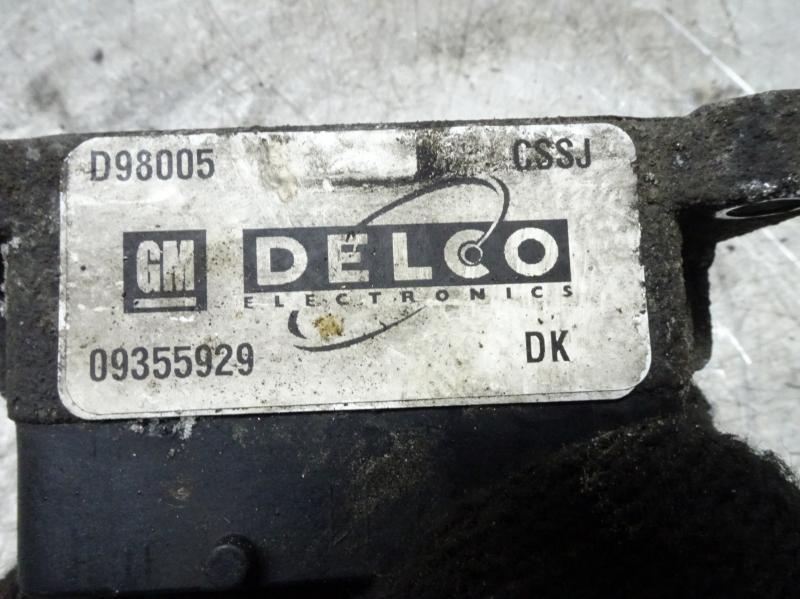 D98005 CSSJ
GM DELCO
ELECTRONICS
09355929 DK